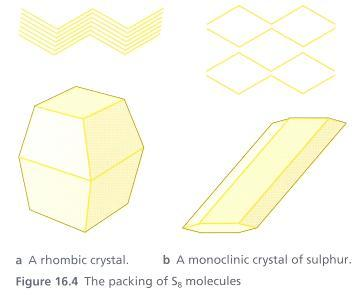 a A rhombic crystal.
b A monoclinic crystal of sulphur.
Figure 16.4 The packing of S₈ molecules